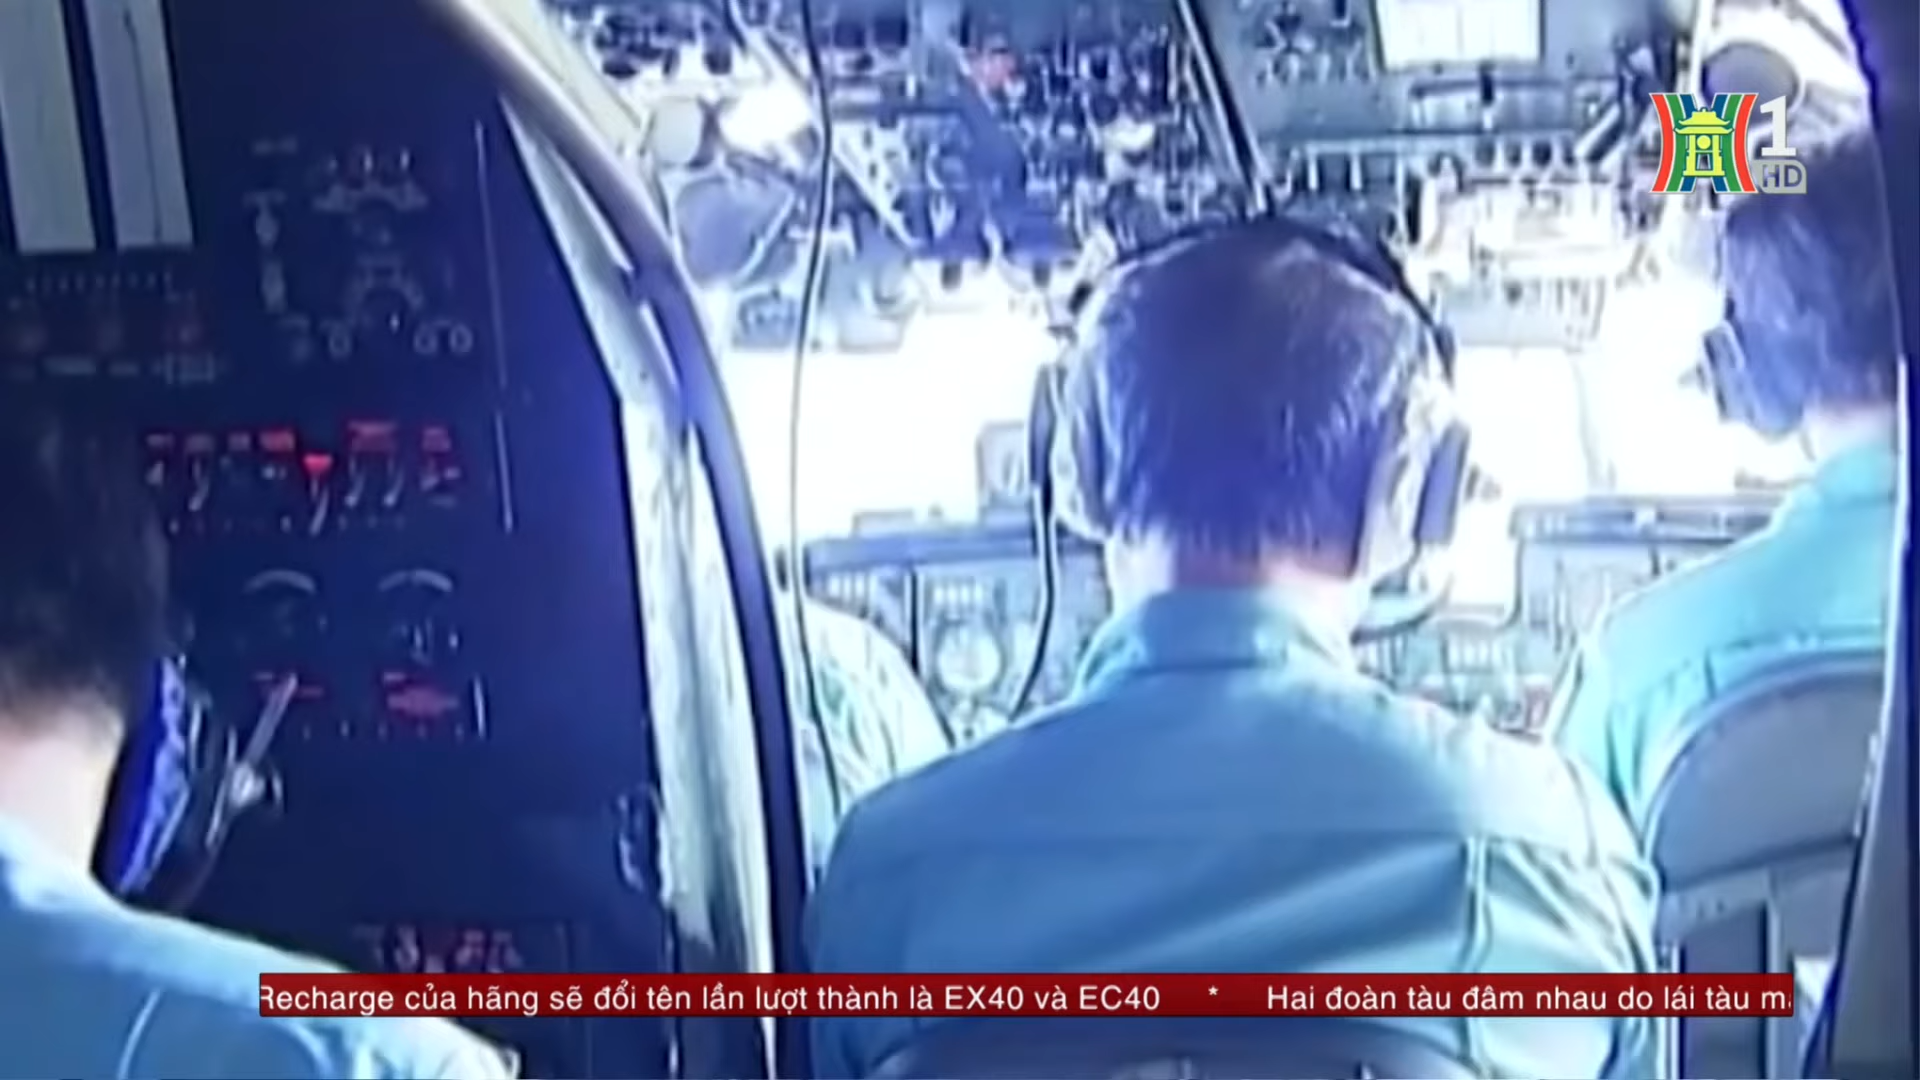 1
HD
Recharge của hãng sẽ đổi tên lần lượt thành là EX40 và EC40 * Hai đoàn tàu đâm nhau do lái tàu